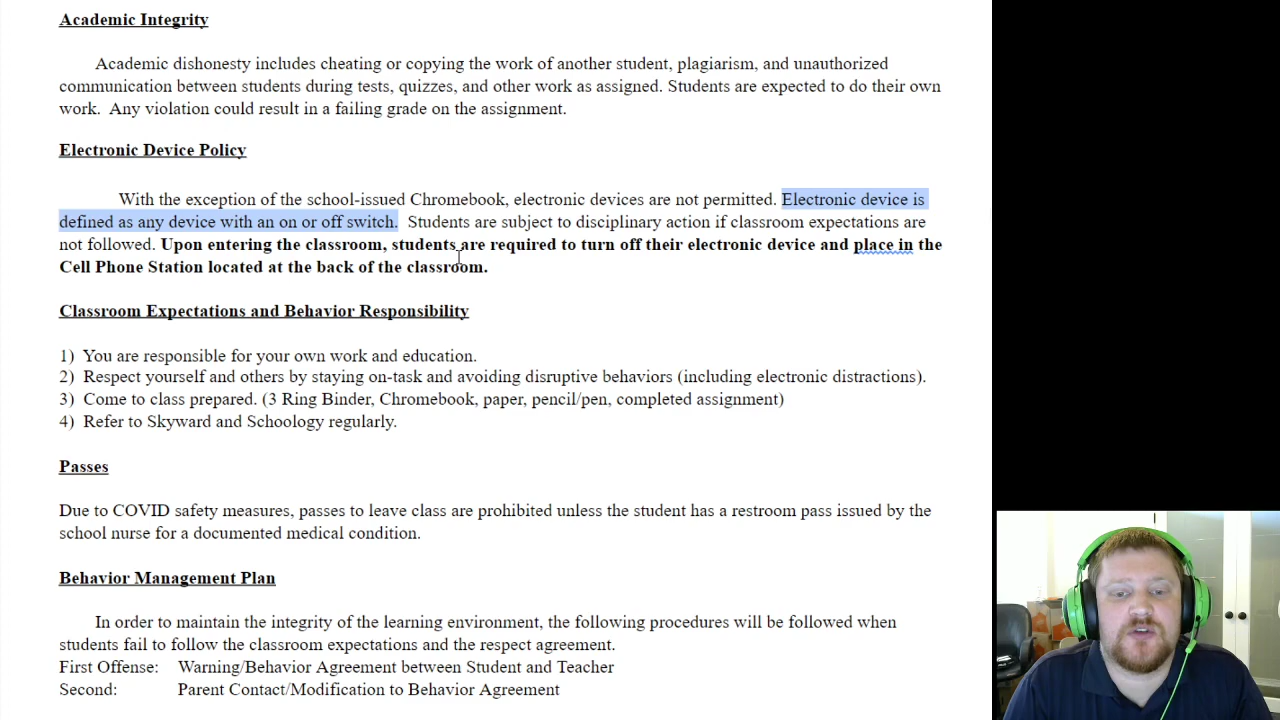 Academic Integrity
Academic dishonesty includes cheating or copying the work of another student, plagiarism, and unauthorized
communication between students during tests, quizzes, and other work as assigned. Students are expected to do their own
work.  Any violation could result in a failing grade on the assignment.
Electronic Device Policy
With the exception of the school-issued Chromebook, electronic devices are not permitted. Electronic device is
defined as any device with an on or off switch.  Students are subject to disciplinary action if classroom expectations are
not followed. Upon entering the classroom, students are required to turn off their electronic device and place in the
Cell Phone Station located at the back of the classroom.
Classroom Expectations and Behavior Responsibility
1)  You are responsible for your own work and education.
2)  Respect yourself and others by staying on-task and avoiding disruptive behaviors (including electronic distractions).
3)  Come to class prepared. (3 Ring Binder, Chromebook, paper, pencil/pen, completed assignment)
4)  Refer to Skyward and Schoology regularly.
Passes
Due to COVID safety measures, passes to leave class are prohibited unless the student has a restroom pass issued by the
school nurse for a documented medical condition.
Behavior Management Plan
In order to maintain the integrity of the learning environment, the following procedures will be followed when
students fail to follow the classroom expectations and the respect agreement.
First Offense:    Warning/Behavior Agreement between Student and Teacher
Second:    Parent Contact/Modification to Behavior Agreement